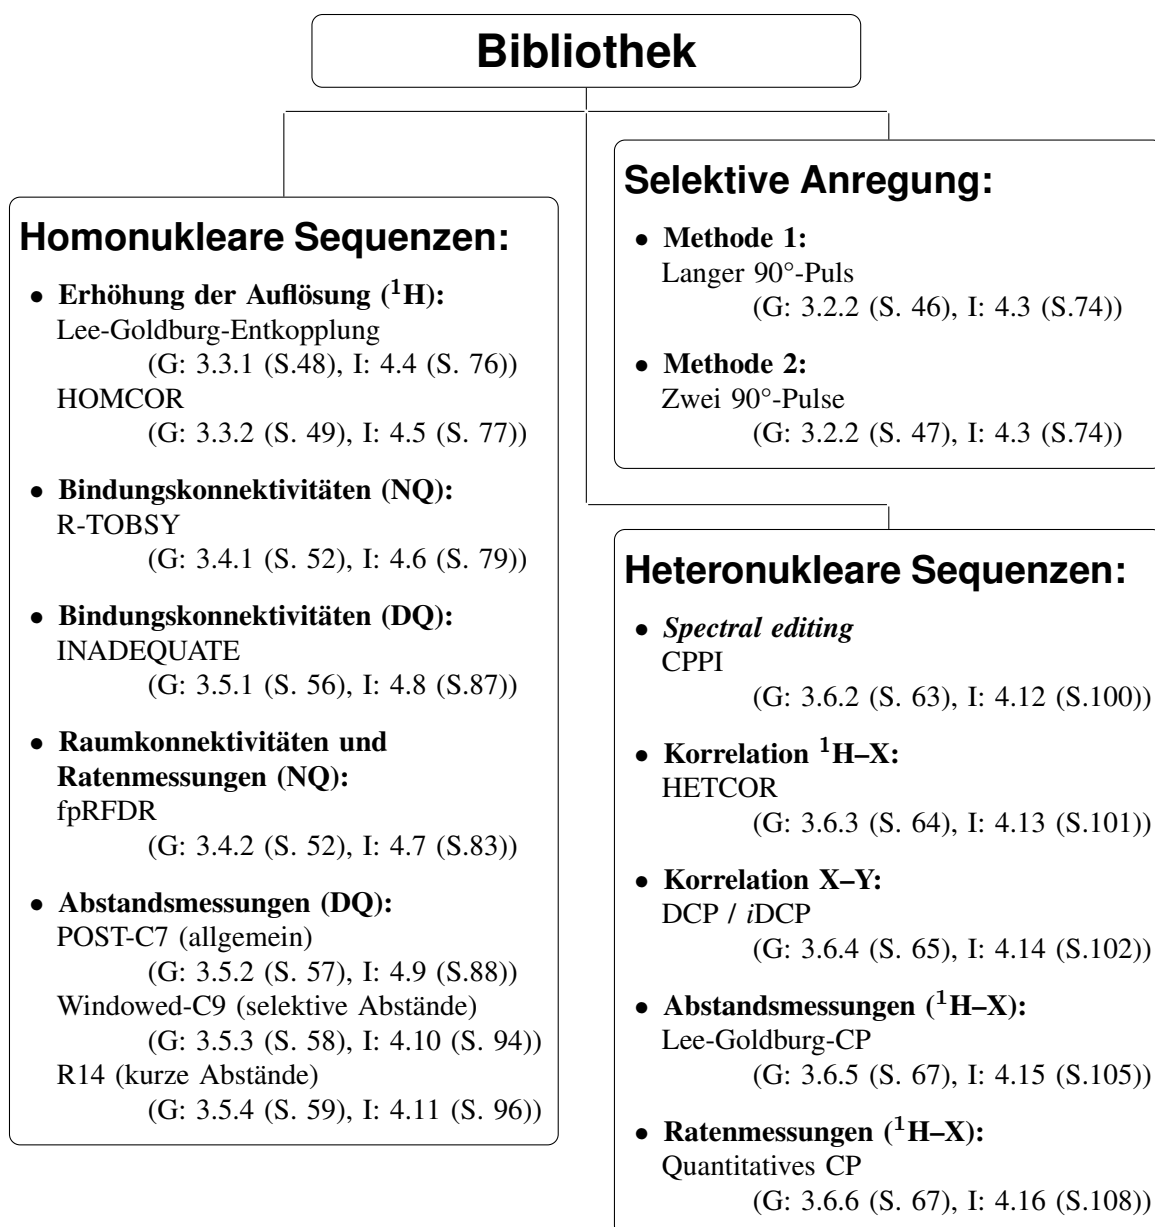 Bibliothek
Homonukleare Sequenzen:
• Erhöhung der Auflösung (¹H):
Lee-Goldburg-Entkopplung
(G: 3.3.1 (S.48), I: 4.4 (S. 76))
HOMCOR
(G: 3.3.2 (S. 49), I: 4.5 (S. 77))
• Bindungskonnektivitäten (NQ):
R-TOBSY
(G: 3.4.1 (S. 52), I: 4.6 (S. 79))
• Bindungskonnektivitäten (DQ):
INADEQUATE
(G: 3.5.1 (S. 56), I: 4.8 (S.87))
• Raumkonnektivitäten und
Ratenmessungen (NQ):
fpRFDR
(G: 3.4.2 (S. 52), I: 4.7 (S.83))
• Abstandsmessungen (DQ):
POST-C7 (allgemein)
(G: 3.5.2 (S. 57), I: 4.9 (S.88))
Windowed-C9 (selektive Abstände)
(G: 3.5.3 (S. 58), I: 4.10 (S. 94))
R14 (kurze Abstände)
(G: 3.5.4 (S. 59), I: 4.11 (S. 96))
Selektive Anregung:
• Methode 1:
Langer 90°-Puls
(G: 3.2.2 (S. 46), I: 4.3 (S.74))
• Methode 2:
Zwei 90°-Pulse
(G: 3.2.2 (S. 47), I: 4.3 (S.74))
Heteronukleare Sequenzen:
• Spectral editing
CPPI
(G: 3.6.2 (S. 63), I: 4.12 (S.100))
• Korrelation ¹H–X:
HETCOR
(G: 3.6.3 (S. 64), I: 4.13 (S.101))
• Korrelation X–Y:
DCP / iDCP
(G: 3.6.4 (S. 65), I: 4.14 (S.102))
• Abstandsmessungen (¹H–X):
Lee-Goldburg-CP
(G: 3.6.5 (S. 67), I: 4.15 (S.105))
• Ratenmessungen (¹H–X):
Quantitatives CP
(G: 3.6.6 (S. 67), I: 4.16 (S.108))